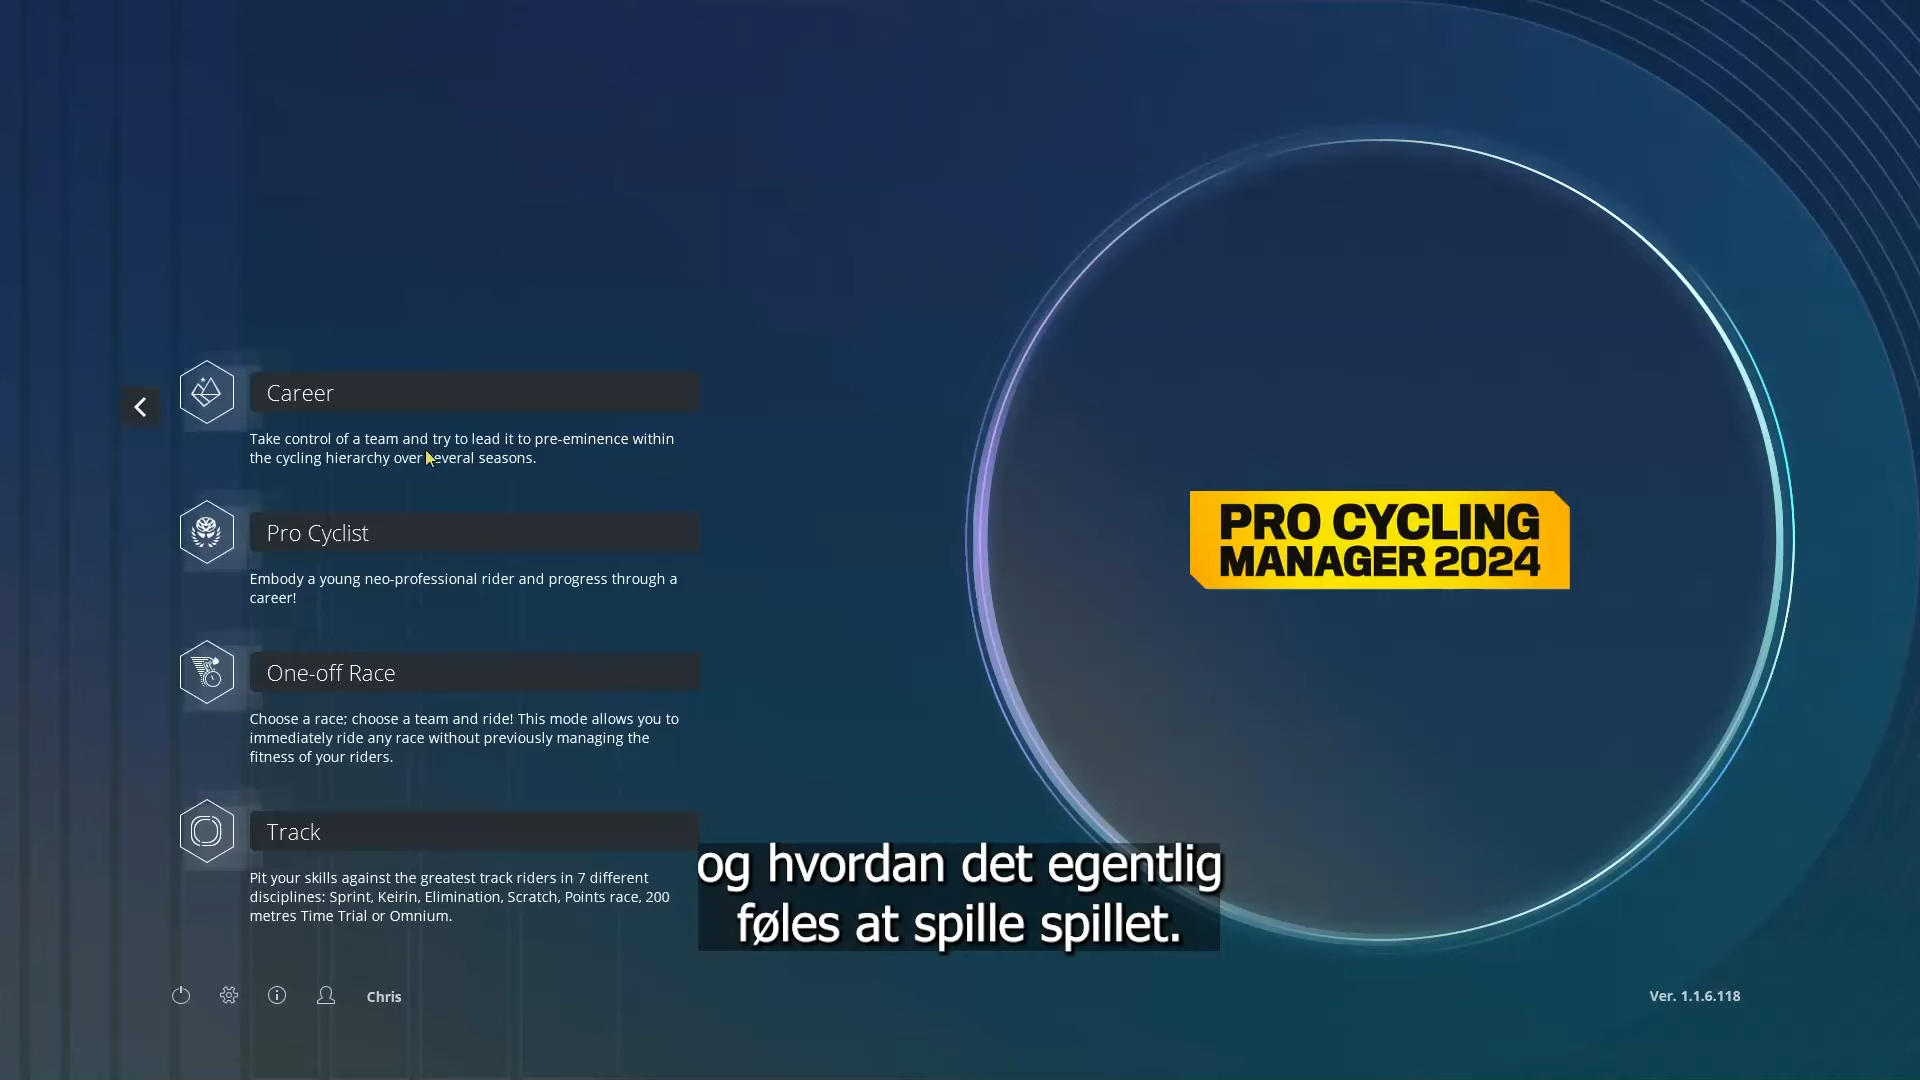 Career
Take control of a team and try to lead it to pre-eminence within
the cycling hierarchy over several seasons.
Pro Cyclist
Embody a young neo-professional rider and progress through a
career!
One-off Race
Choose a race; choose a team and ride! This mode allows you to
immediately ride any race without previously managing the
fitness of your riders.
Track
Pit your skills against the greatest track riders in 7 different
disciplines: Sprint, Keirin, Elimination, Scratch, Points race, 200
metres Time Trial or Omnium.
PRO CYCLING
MANAGER 2024
og hvordan det egentlig
føles at spille spillet.
Chris
Ver. 1.1.6.118